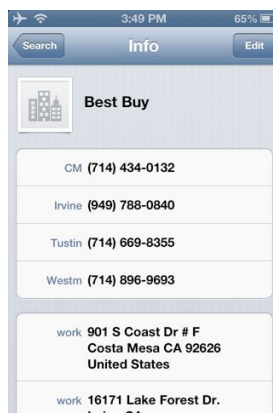 3:49 PM
65%
Search
Info
Edit
Best Buy
CM (714) 434-0132
Irvine (949) 788-0840
Tustin (714) 669-8355
Westm (714) 896-9693
work 901 S Coast Dr # F
Costa Mesa CA 92626
United States
work 16171 Lake Forest Dr.